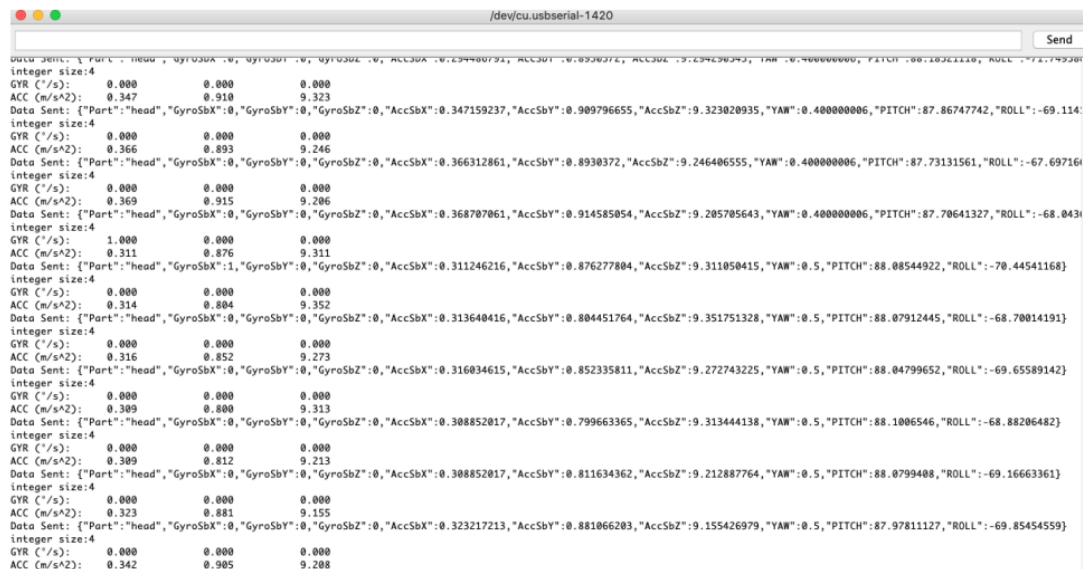 /dev/cu.usbserial-1420
Send
integer size:4
GYR (°/s): 0.000 0.000 0.000
ACC (m/s^2): 0.347 0.910 9.323
Data Sent: {"Part":"head","GyroSbX":0,"GyroSbY":0,"GyroSbZ":0,"AccSbX":0.347159237,"AccSbY":0.909796655,"AccSbZ":9.323020935,"YAW":0.400000006,"PITCH":87.86747742,"ROLL":-69.114
integer size:4
GYR (°/s): 0.000 0.000 0.000
ACC (m/s^2): 0.366 0.893 9.246
Data Sent: {"Part":"head","GyroSbX":0,"GyroSbY":0,"GyroSbZ":0,"AccSbX":0.366312861,"AccSbY":0.8930372,"AccSbZ":9.246406555,"YAW":0.400000006,"PITCH":87.73131561,"ROLL":-67.69716
integer size:4
GYR (°/s): 0.000 0.000 0.000
ACC (m/s^2): 0.369 0.915 9.206
Data Sent: {"Part":"head","GyroSbX":0,"GyroSbY":0,"GyroSbZ":0,"AccSbX":0.368707061,"AccSbY":0.914585054,"AccSbZ":9.205705643,"YAW":0.400000006,"PITCH":87.70641327,"ROLL":-68.043
integer size:4
GYR (°/s): 1.000 0.000 0.000
ACC (m/s^2): 0.311 0.876 9.311
Data Sent: {"Part":"head","GyroSbX":1,"GyroSbY":0,"GyroSbZ":0,"AccSbX":0.311246216,"AccSbY":0.876277804,"AccSbZ":9.311050415,"YAW":0.5,"PITCH":88.08544922,"ROLL":-70.44541168}
integer size:4
GYR (°/s): 0.000 0.000 0.000
ACC (m/s^2): 0.314 0.804 9.352
Data Sent: {"Part":"head","GyroSbX":0,"GyroSbY":0,"GyroSbZ":0,"AccSbX":0.313640416,"AccSbY":0.804451764,"AccSbZ":9.351751328,"YAW":0.5,"PITCH":88.07912445,"ROLL":-68.70014191}
integer size:4
GYR (°/s): 0.000 0.000 0.000
ACC (m/s^2): 0.316 0.852 9.273
Data Sent: {"Part":"head","GyroSbX":0,"GyroSbY":0,"GyroSbZ":0,"AccSbX":0.316034615,"AccSbY":0.852335811,"AccSbZ":9.272743225,"YAW":0.5,"PITCH":88.04799652,"ROLL":-69.65589142}
integer size:4
GYR (°/s): 0.000 0.000 0.000
ACC (m/s^2): 0.309 0.800 9.313
Data Sent: {"Part":"head","GyroSbX":0,"GyroSbY":0,"GyroSbZ":0,"AccSbX":0.308852017,"AccSbY":0.799663365,"AccSbZ":9.313444138,"YAW":0.5,"PITCH":88.1006546,"ROLL":-68.88206482}
integer size:4
GYR (°/s): 0.000 0.000 0.000
ACC (m/s^2): 0.309 0.812 9.213
Data Sent: {"Part":"head","GyroSbX":0,"GyroSbY":0,"GyroSbZ":0,"AccSbX":0.308852017,"AccSbY":0.811634362,"AccSbZ":9.212887764,"YAW":0.5,"PITCH":88.0799408,"ROLL":-69.16663361}
integer size:4
GYR (°/s): 0.000 0.000 0.000
ACC (m/s^2): 0.323 0.881 9.155
Data Sent: {"Part":"head","GyroSbX":0,"GyroSbY":0,"GyroSbZ":0,"AccSbX":0.323217213,"AccSbY":0.881066203,"AccSbZ":9.155426979,"YAW":0.5,"PITCH":87.97811127,"ROLL":-69.85454559}
integer size:4
GYR (°/s): 0.000 0.000 0.000
ACC (m/s^2): 0.342 0.905 9.208